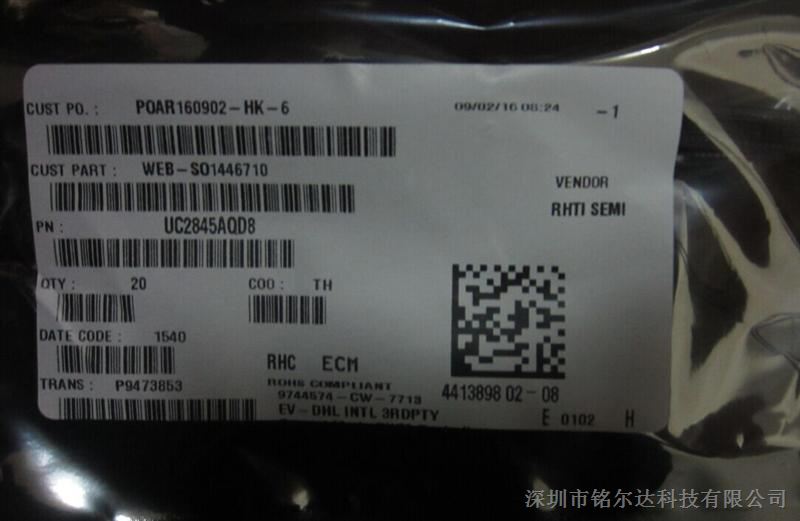 CUST PO.: POAR160902-HK-6 09/02/16 08:24 -1
CUST PART: WEB-SO1446710
VENDOR
RHTI SEMI
PN: UC2845AQD8
QTY: 20 COO: TH
DATE CODE: 1540
RHC ECM
TRANS: P9473853
ROHS COMPLIANT
9744574-CW-7713
EV-DHL INTL 3RDPTY
4413898 02-08
E 0102 H
深圳市铭尔达科技有限公司